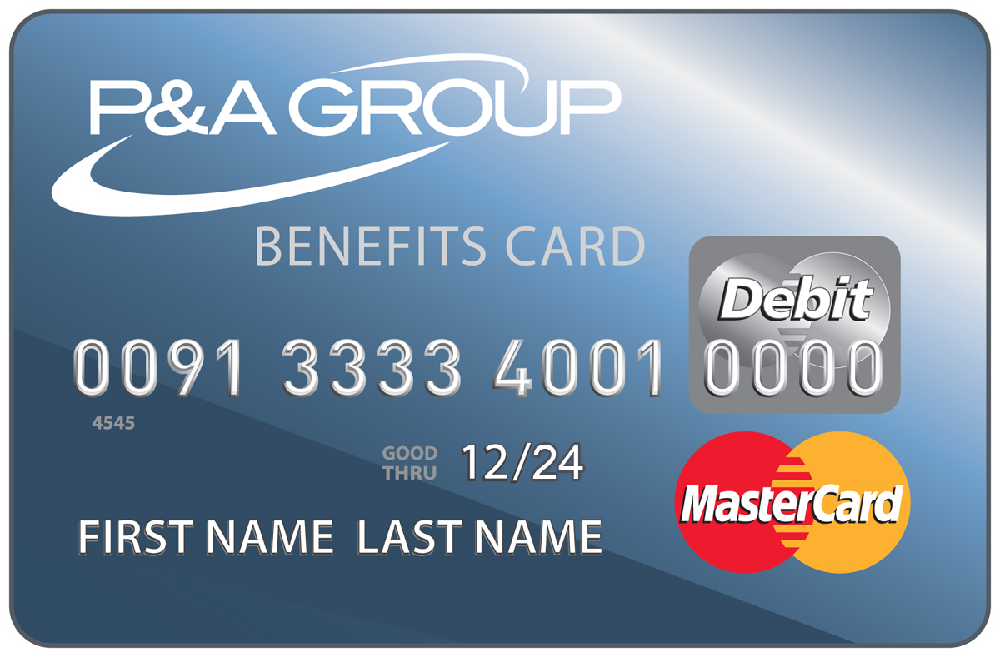 P&A GROUP
BENEFITS CARD
Debit
0091 3333 4001 0000
4545
GOOD
THRU
12/24
MasterCard
FIRST NAME LAST NAME